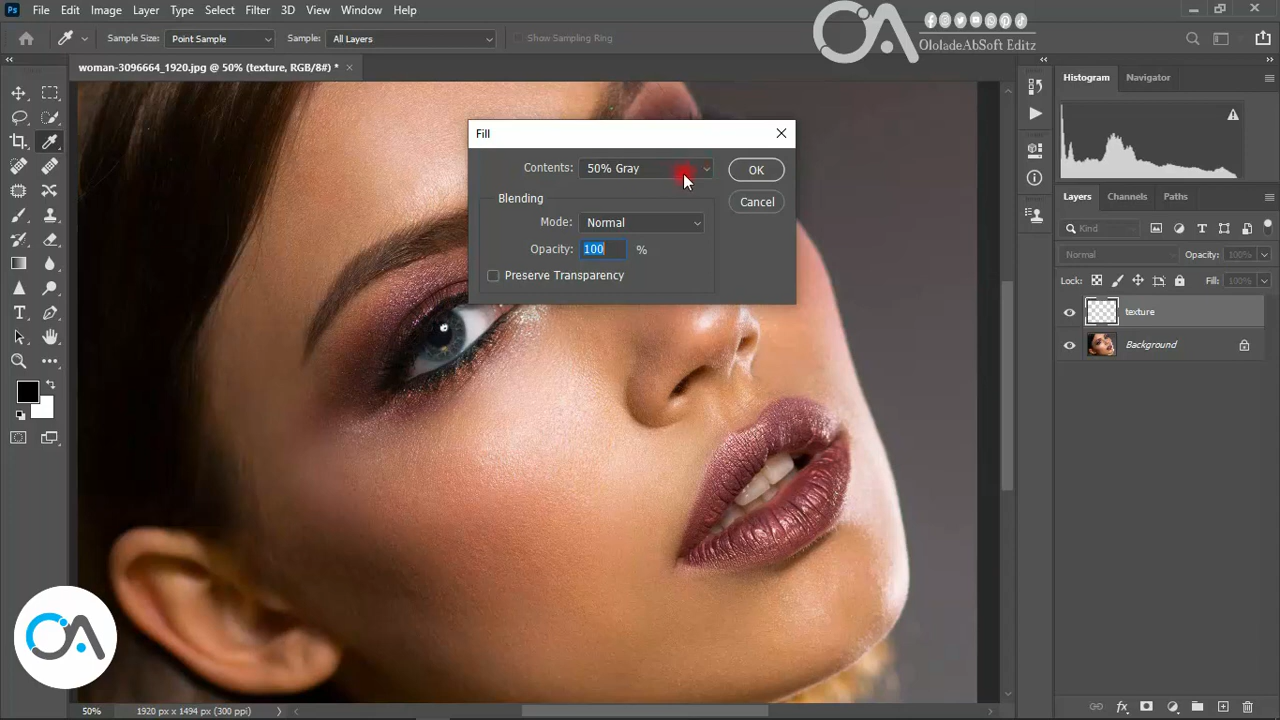 Ps File Edit Image Layer Type Select Filter 3D View Window Help
Sample Size: Point Sample Sample: All Layers Show Sampling Ring
OA
OloladeAbSoft Editz
woman-3096664_1920.jpg @ 50% (texture, RGB/8#) * ×
Histogram Navigator
Fill
Contents: 50% Gray OK
Blending Cancel
Mode: Normal
Opacity: 100 %
Preserve Transparency
Layers Channels Paths
Kind
Normal Opacity: 100%
Lock: Fill: 100%
texture
Background
OA
50% 1920 px x 1494 px (300 ppi)